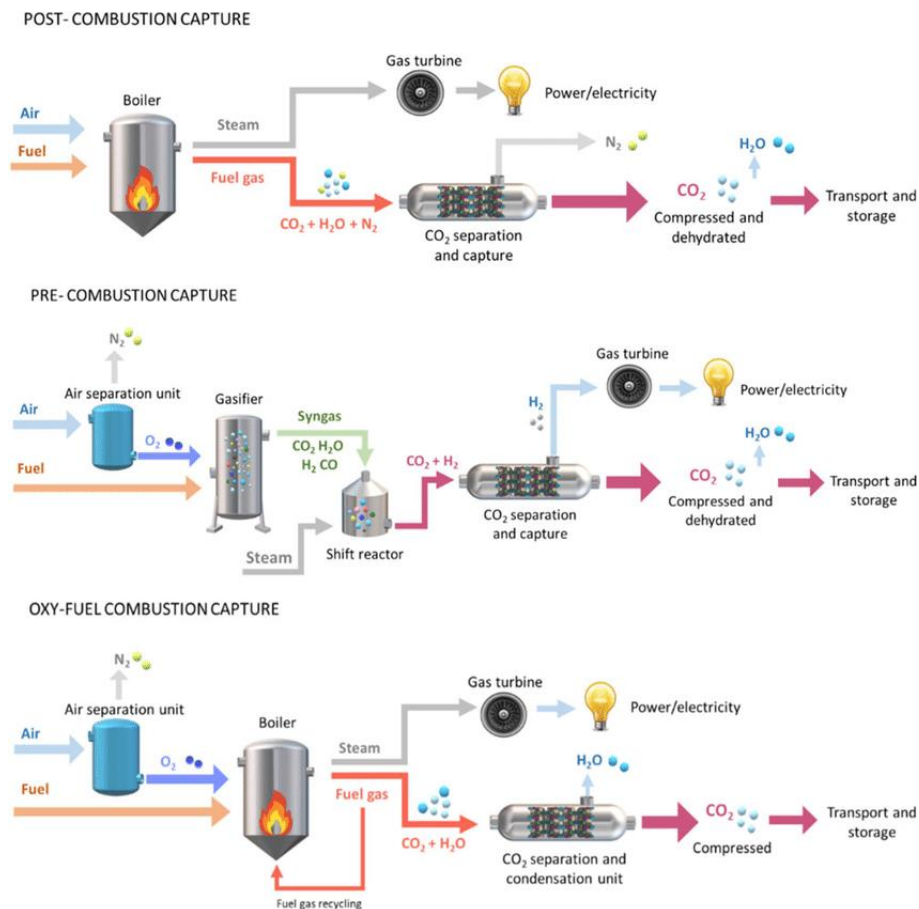 POST- COMBUSTION CAPTURE
Gas turbine
Boiler
Power/electricity
Air
Steam
N₂
H₂O
Fuel
Fuel gas
CO₂
Transport and
storage
CO₂ + H₂O + N₂
CO₂ separation
and capture
Compressed and
dehydrated
PRE- COMBUSTION CAPTURE
N₂
Gas turbine
Air separation unit
Gasifier
Power/electricity
Air
Syngas
H₂
O₂
CO₂ H₂O
H₂ CO
H₂O
Fuel
CO₂ + H₂
CO₂
Transport and
storage
CO₂ separation
and capture
Compressed and
dehydrated
Steam
Shift reactor
OXY-FUEL COMBUSTION CAPTURE
N₂
Gas turbine
Air separation unit
Boiler
Power/electricity
Air
Steam
O₂
H₂O
Fuel
Fuel gas
CO₂
Transport and
storage
CO₂ + H₂O
Compressed
CO₂ separation and
condensation unit
Fuel gas recycling